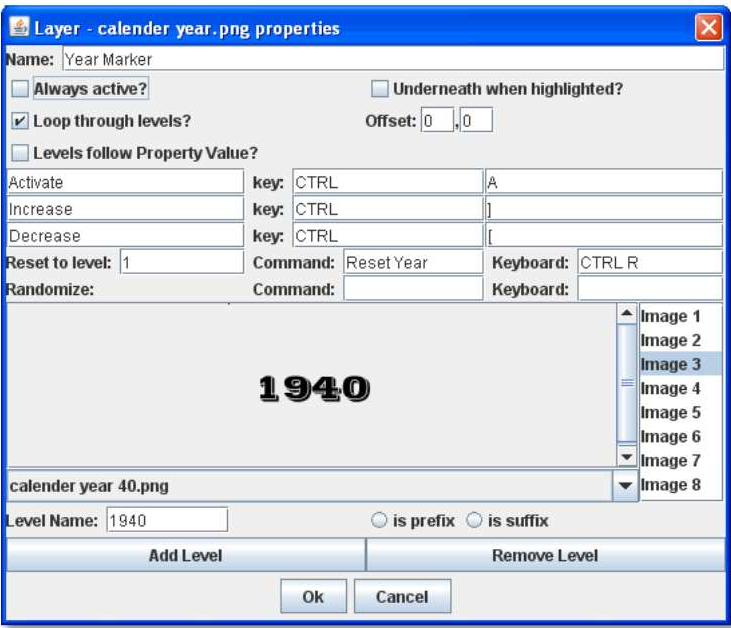 Layer - calender year.png properties
Name: Year Marker
Always active? Underneath when highlighted?
Loop through levels? Offset: 0 ,0
Levels follow Property Value?
Activate key: CTRL A
Increase key: CTRL ]
Decrease key: CTRL [
Reset to level: 1 Command: Reset Year Keyboard: CTRL R
Randomize: Command: Keyboard:
Image 1
Image 2
Image 3
1940
Image 4
Image 5
Image 6
Image 7
calender year 40.png
Image 8
Level Name: 1940 is prefix is suffix
Add Level Remove Level
Ok Cancel